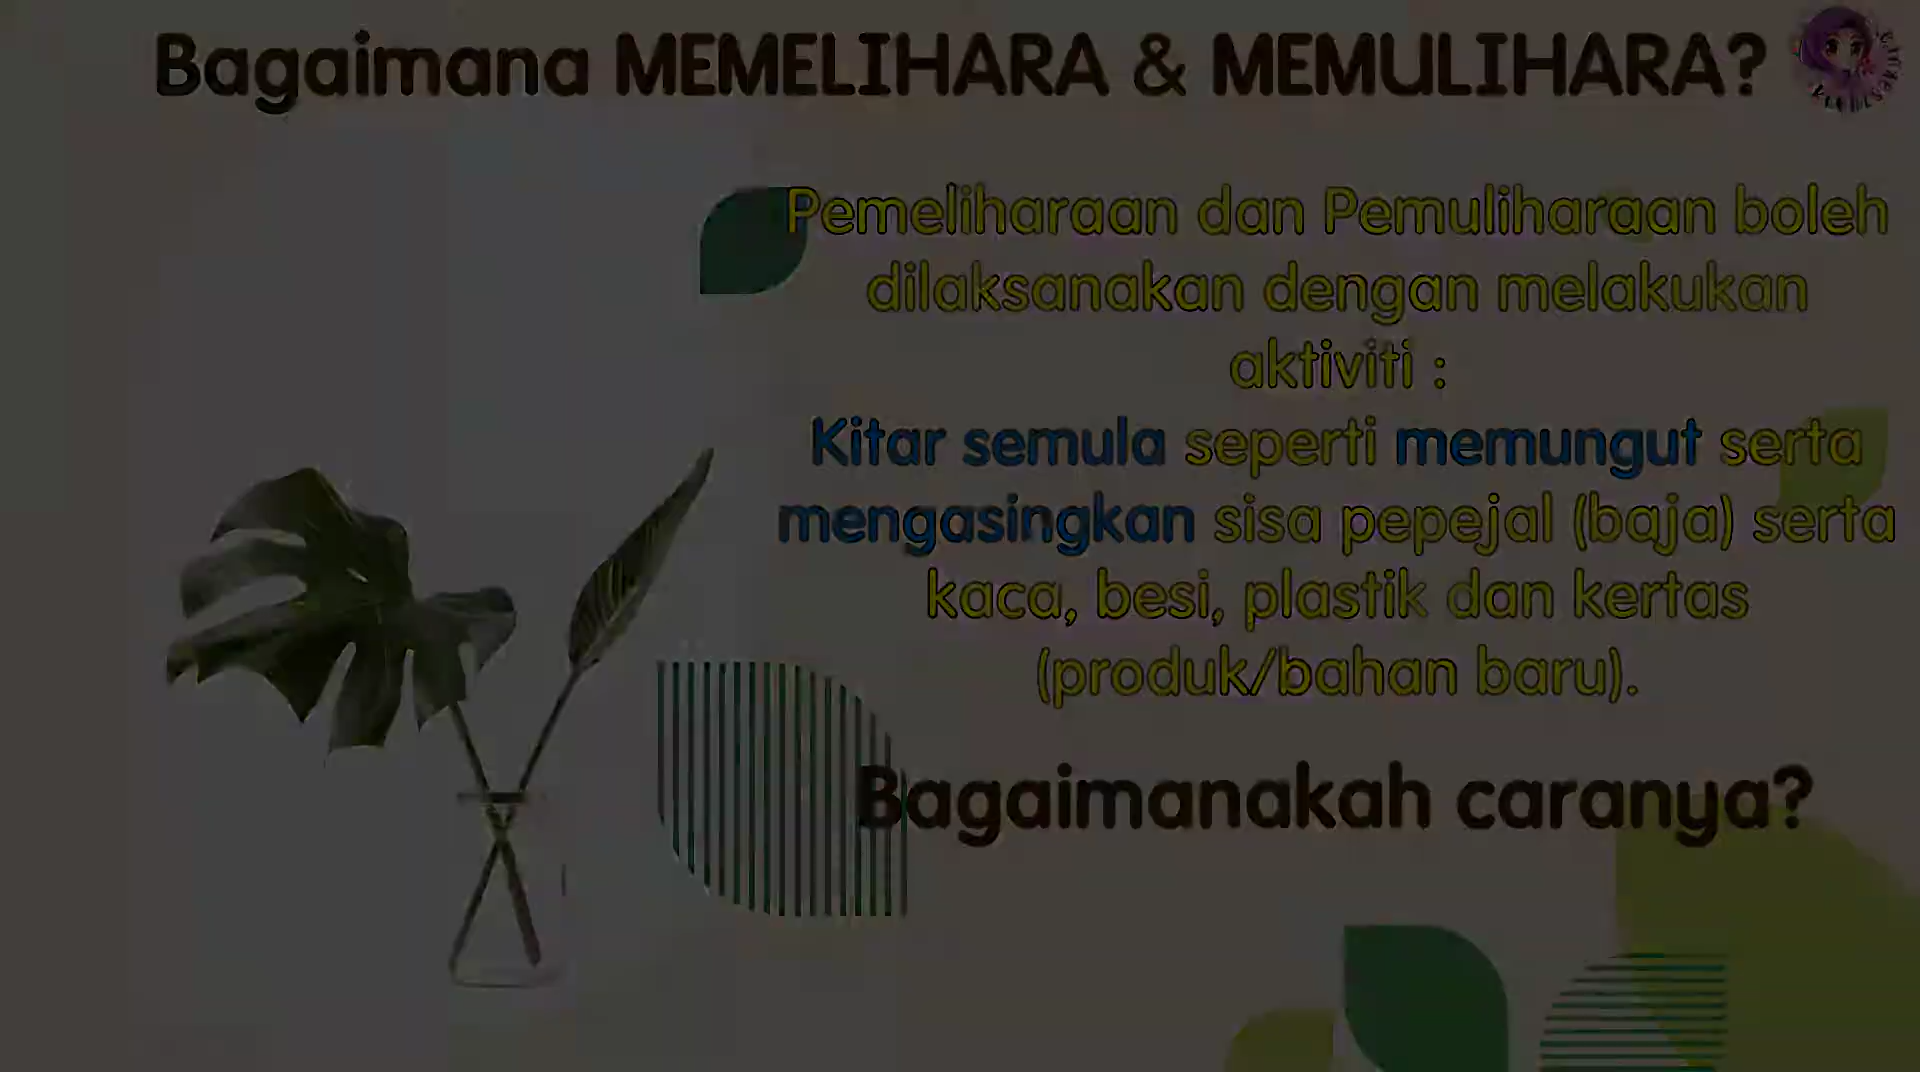 Bagaimana MEMELIHARA & MEMULIHARA?
Pemeliharaan dan Pemuliharaan boleh
dilaksanakan dengan melakukan
aktiviti :
Kitar semula seperti memungut serta
mengasingkan sisa pepejal (baja) serta
kaca, besi, plastik dan kertas
(produk/bahan baru).
Bagaimanakah caranya?